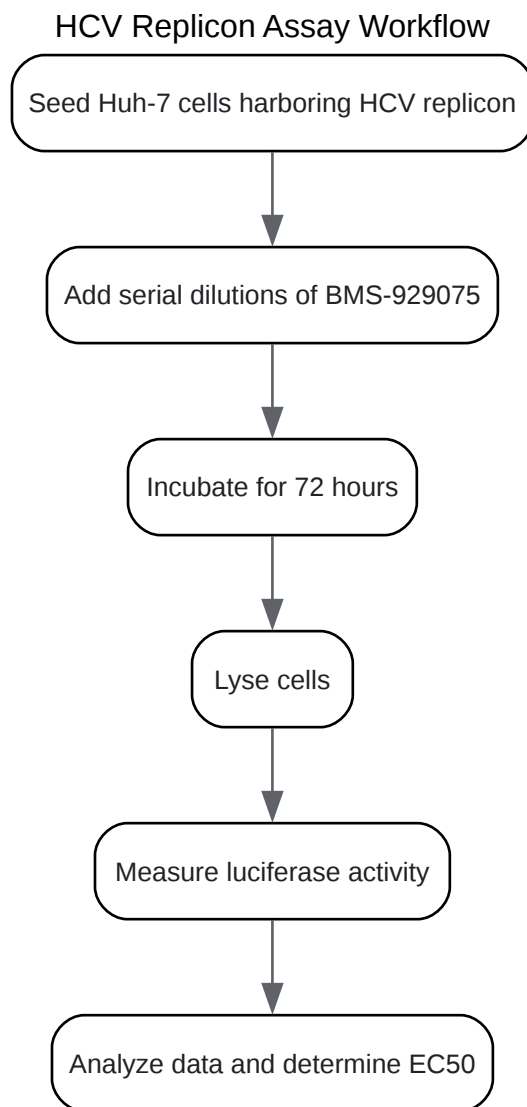 HCV Replicon Assay Workflow
Seed Huh-7 cells harboring HCV replicon
Add serial dilutions of BMS-929075
Incubate for 72 hours
Lyse cells
Measure luciferase activity
Analyze data and determine EC50